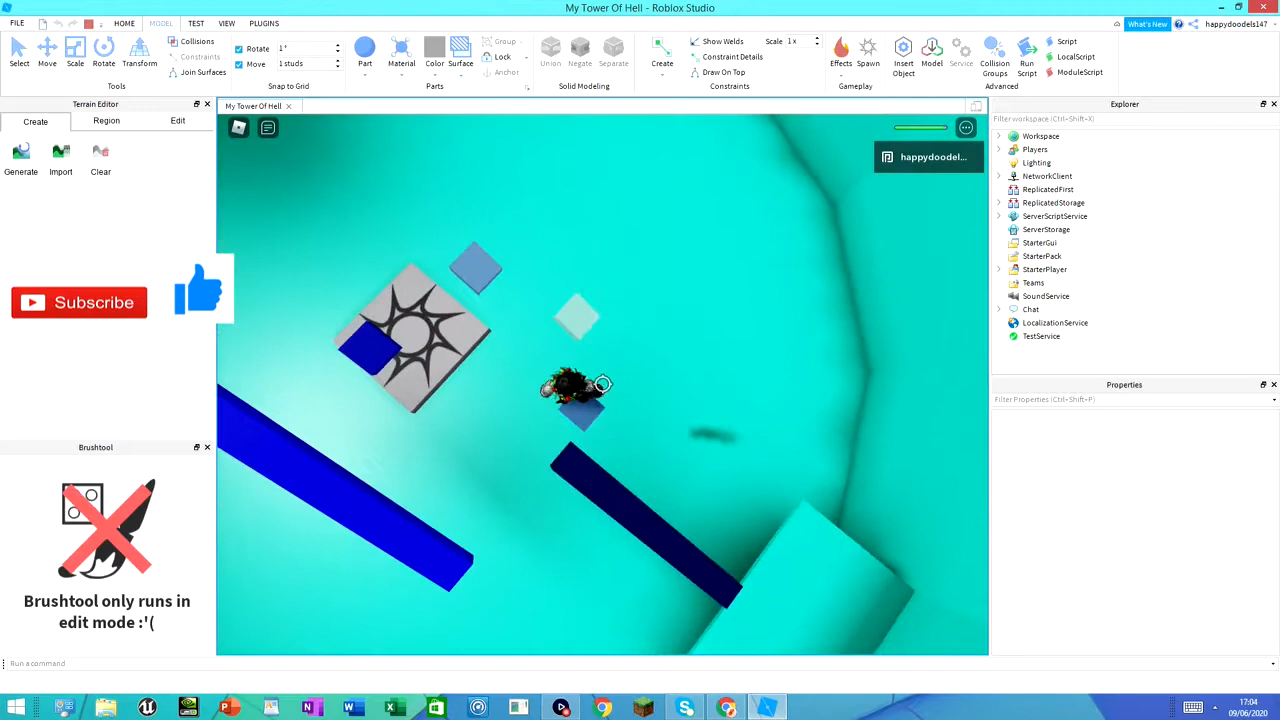 My Tower Of Hell - Roblox Studio
FILE HOME MODEL TEST VIEW PLUGINS What's New happydoodels147
Select Move Scale Rotate Transform
Collisions
Constraints
Join Surfaces
Tools
Rotate 1°
Move 1 studs
Snap to Grid
Part Material Color Surface
Group
Lock
Anchor
Parts
Union Negate Separate
Solid Modeling
Create
Show Welds Scale 1 x
Constraint Details
Draw On Top
Constraints
Effects Spawn
Gameplay
Insert Object
Model
Service
Collision Groups
Run Script
Script
LocalScript
ModuleScript
Advanced
Terrain Editor
Create Region Edit
Generate Import Clear
Subscribe
Brushtool
Brushtool only runs in
edit mode :'(
My Tower Of Hell
happydoodel...
Explorer
Filter workspace (Ctrl+Shift+X)
Workspace
Players
Lighting
NetworkClient
ReplicatedFirst
ReplicatedStorage
ServerScriptService
ServerStorage
StarterGui
StarterPack
StarterPlayer
Teams
SoundService
Chat
LocalizationService
TestService
Properties
Filter Properties (Ctrl+Shift+P)
Run a command
17:04
09/06/2020